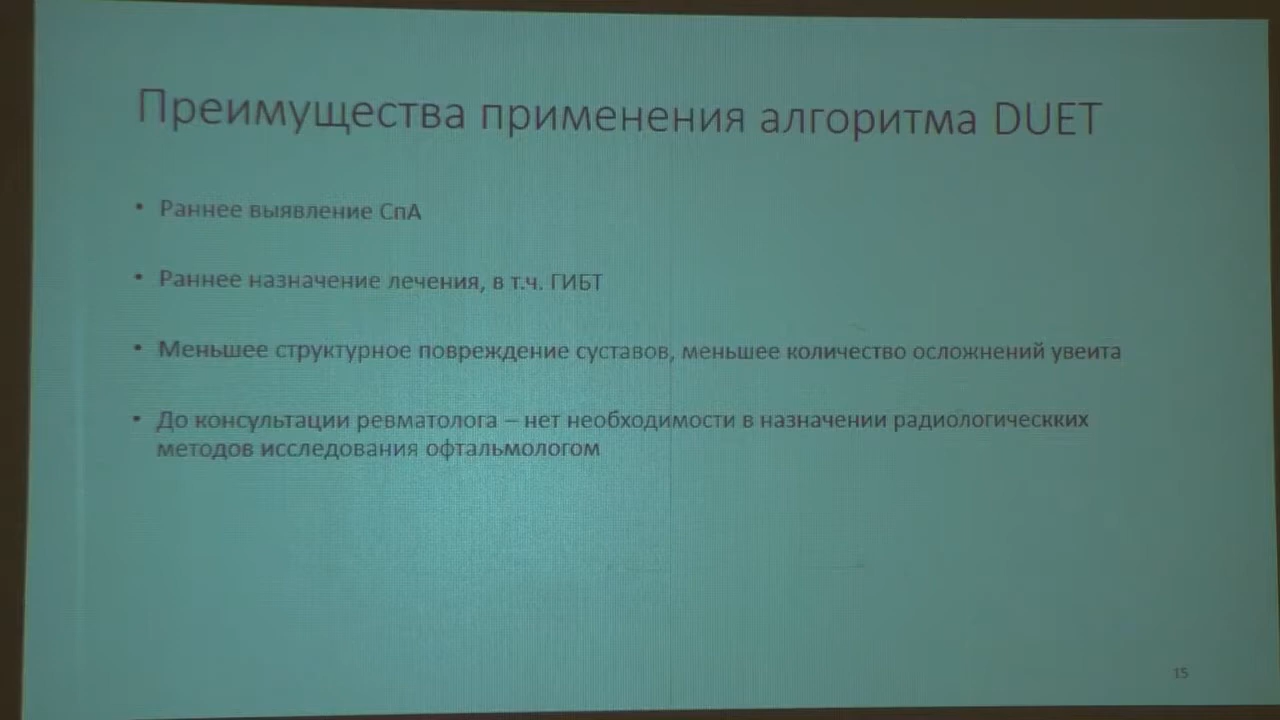 Преимущества применения алгоритма DUET
• Раннее выявление СпА
• Раннее назначение лечения, в т.ч. ГИБТ
• Меньшее структурное повреждение суставов, меньшее количество осложнений увеита
• До консультации ревматолога – нет необходимости в назначении радиологическких
методов исследования офтальмологом
15